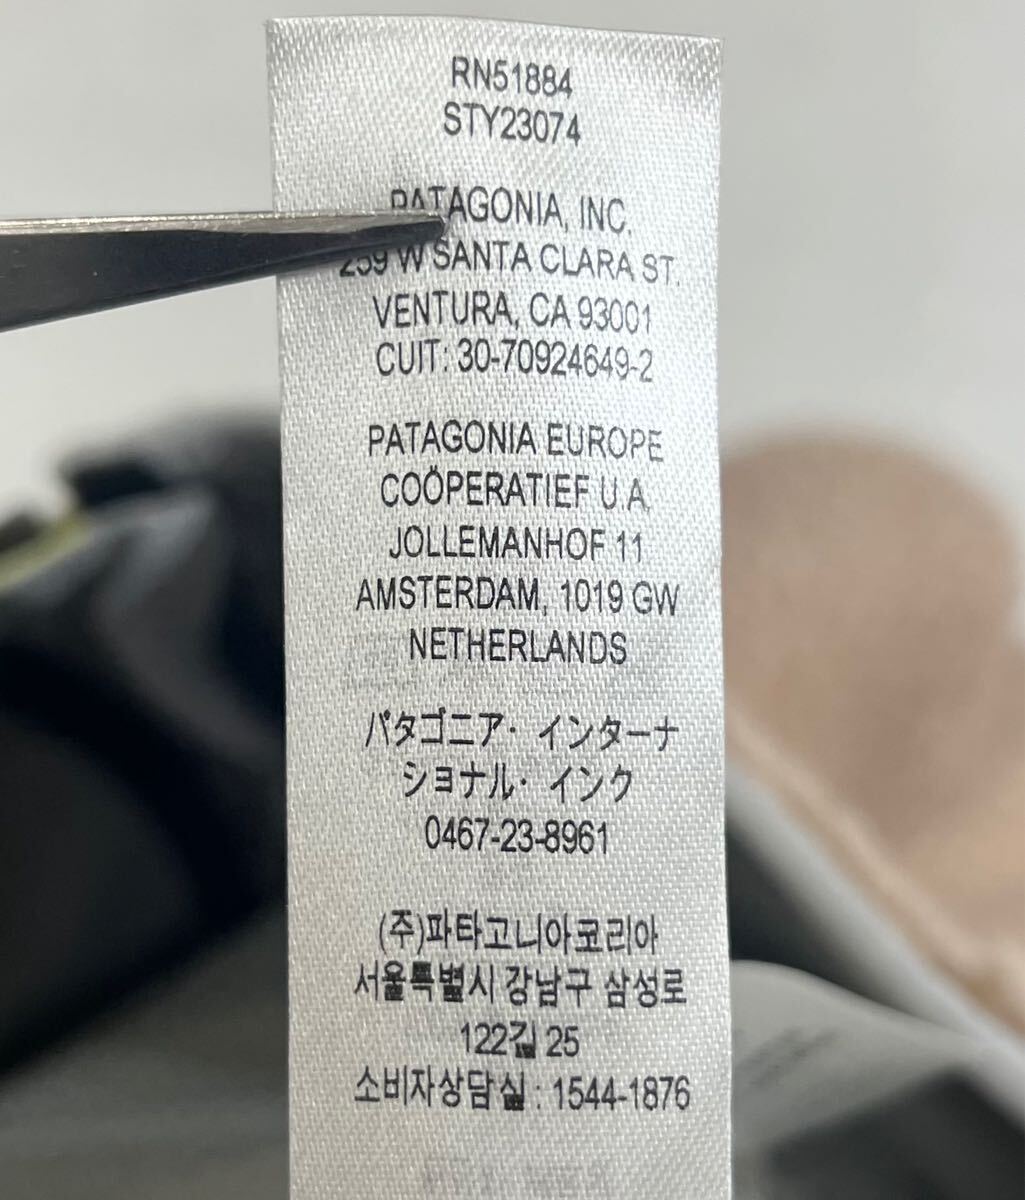 RN51884
STY23074
PATAGONIA, INC.
259 W SANTA CLARA ST.
VENTURA, CA 93001
CUIT: 30-70924649-2
PATAGONIA EUROPE
COÖPERATIEF U.A.
JOLLEMANHOF 11
AMSTERDAM, 1019 GW
NETHERLANDS
パタゴニア・インターナ
ショナル・インク
0467-23-8961
(주)파타고니아코리아
서울특별시 강남구 삼성로
122길 25
소비자상담실 : 1544-1876